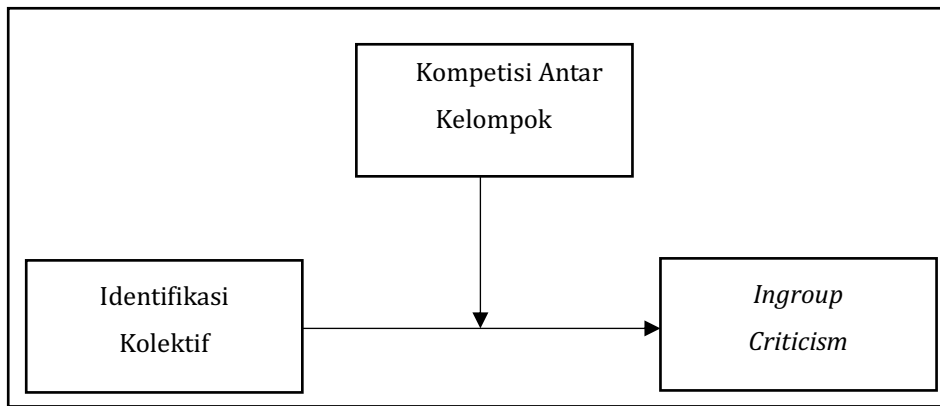 Kompetisi Antar
Kelompok
Identifikasi
Kolektif
Ingroup
Criticism